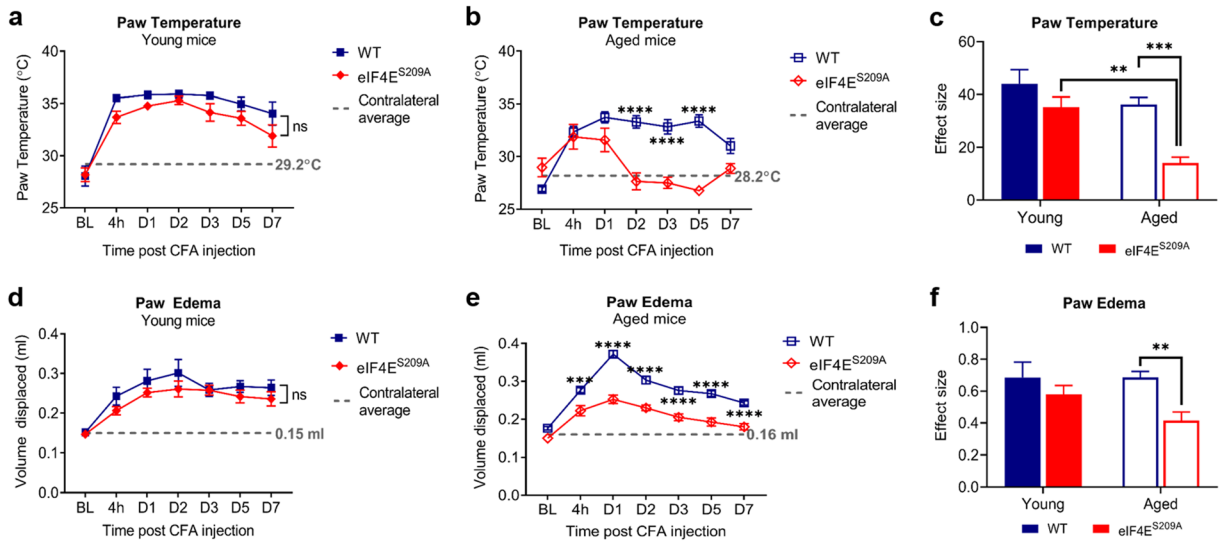 a
Paw Temperature
Young mice
Paw Temperature (°C)
40
35
30
25
29.2°C
ns
BL 4h D1 D2 D3 D5 D7
Time post CFA injection
WT
eIF4E^S209A
Contralateral
average
b
Paw Temperature
Aged mice
Paw Temperature (°C)
40
35
30
25
**** ****
****
28.2°C
BL 4h D1 D2 D3 D5 D7
Time post CFA injection
WT
eIF4E^S209A
Contralateral
average
c
Paw Temperature
Effect size
60
40
20
0
***
**
Young Aged
WT eIF4E^S209A
d
Paw Edema
Young mice
Volume displaced (ml)
0.4
0.3
0.2
0.1
0.0
ns
0.15 ml
BL 4h D1 D2 D3 D5 D7
Time post CFA injection
WT
eIF4E^S209A
Contralateral
average
e
Paw Edema
Aged mice
Volume displaced (ml)
0.4
0.3
0.2
0.1
0.0
*** **** **** **** **** ****
0.16 ml
BL 4h D1 D2 D3 D5 D7
Time post CFA injection
WT
eIF4E^S209A
Contralateral
average
f
Paw Edema
Effect size
1.0
0.8
0.6
0.4
0.2
0.0
**
Young Aged
WT eIF4E^S209A